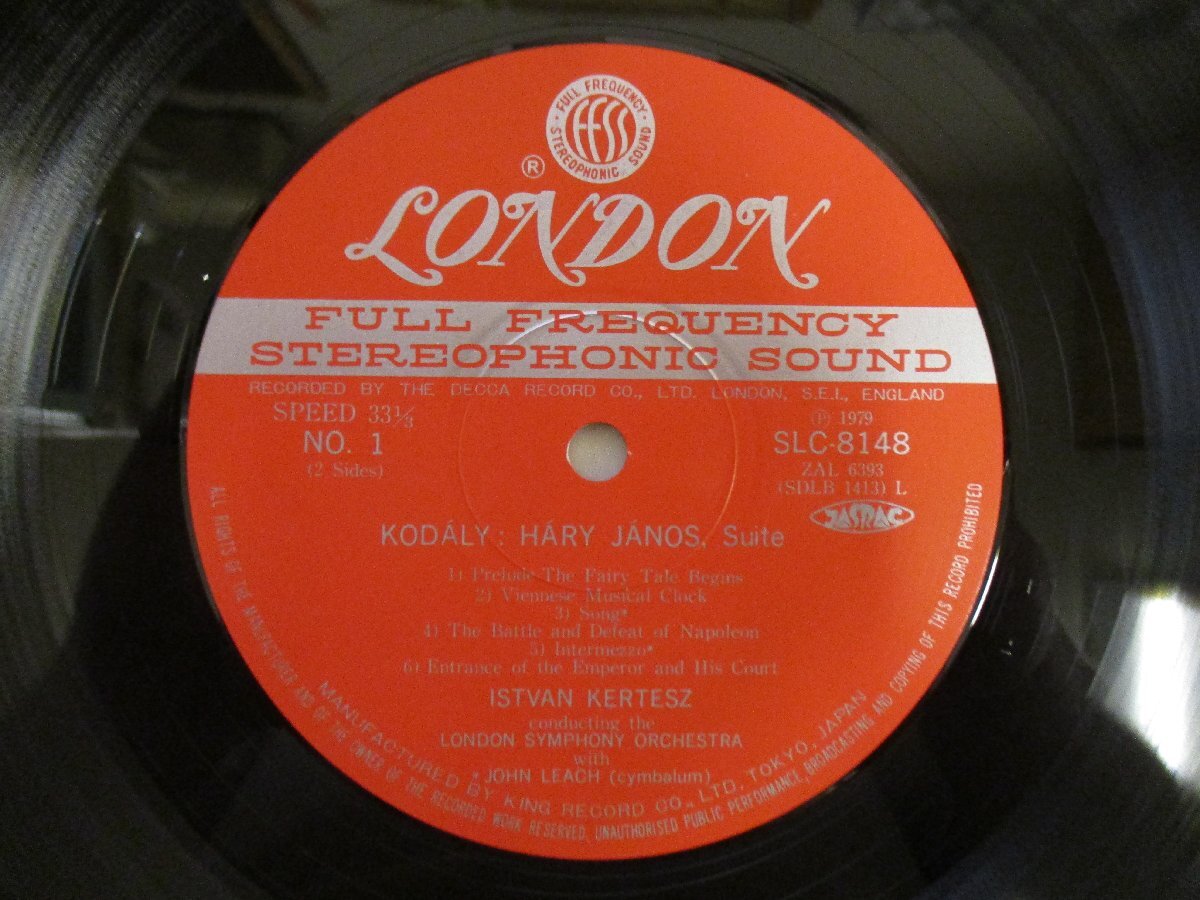 FULL FREQUENCY
STEREOPHONIC SOUND
FFSS
®
LONDON
FULL FREQUENCY
STEREOPHONIC SOUND
RECORDED BY THE DECCA RECORD CO., LTD. LONDON, S.E.I., ENGLAND
SPEED 33⅓
NO. 1
(2 Sides)
℗ 1979
SLC-8148
ZAL 6393
(SDLB 1413) L
JASRAC
KODÁLY : HÁRY JÁNOS, Suite
1) Prelude The Fairy Tale Begins
2) Viennese Musical Clock
3) Song*
4) The Battle and Defeat of Napoleon
5) Intermezzo*
6) Entrance of the Emperor and His Court
ISTVAN KERTESZ
conducting the
LONDON SYMPHONY ORCHESTRA
with
*JOHN LEACH (cymbalum)
MANUFACTURED BY KING RECORD CO., LTD. TOKYO, JAPAN
ALL RIGHTS OF THE MANUFACTURER AND OF THE OWNER OF THE RECORDED WORK RESERVED. UNAUTHORISED PUBLIC PERFORMANCE, BROADCASTING AND COPYING OF THIS RECORD PROHIBITED